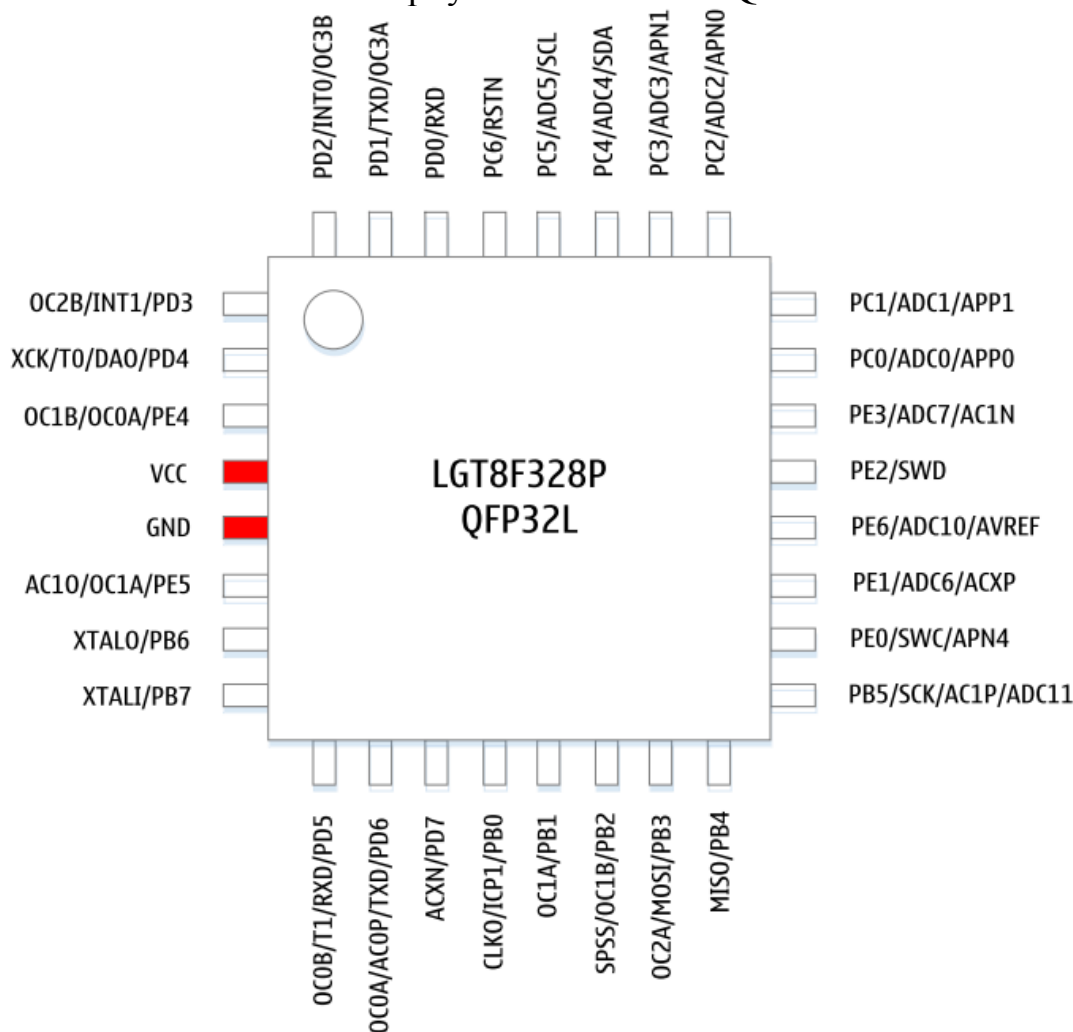 PD2/INT0/OC3B
PD1/TXD/OC3A
PD0/RXD
PC6/RSTN
PC5/ADC5/SCL
PC4/ADC4/SDA
PC3/ADC3/APN1
PC2/ADC2/APN0
OC2B/INT1/PD3
XCK/T0/DAO/PD4
OC1B/OC0A/PE4
VCC
GND
AC1O/OC1A/PE5
XTALO/PB6
XTALI/PB7
LGT8F328P
QFP32L
PC1/ADC1/APP1
PC0/ADC0/APP0
PE3/ADC7/AC1N
PE2/SWD
PE6/ADC10/AVREF
PE1/ADC6/ACXP
PE0/SWC/APN4
PB5/SCK/AC1P/ADC11
OC0B/T1/RXD/PD5
OC0A/AC0P/TXD/PD6
ACXN/PD7
CLKO/ICP1/PB0
OC1A/PB1
SPSS/OC1B/PB2
OC2A/MOSI/PB3
MISO/PB4